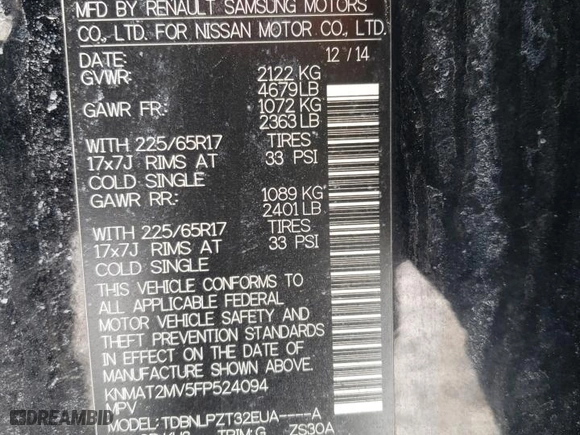 MFD BY RENAULT SAMSUNG MOTORS
CO., LTD. FOR NISSAN MOTOR CO., LTD.
DATE: 12 / 14
GVWR: 2122 KG
4679 LB
GAWR FR: 1072 KG
2363 LB
WITH 225/65R17 TIRES
17x7J RIMS AT 33 PSI
COLD SINGLE
GAWR RR: 1089 KG
2401 LB
WITH 225/65R17 TIRES
17x7J RIMS AT 33 PSI
COLD SINGLE
THIS VEHICLE CONFORMS TO
ALL APPLICABLE FEDERAL
MOTOR VEHICLE SAFETY AND
THEFT PREVENTION STANDARDS
IN EFFECT ON THE DATE OF
MANUFACTURE SHOWN ABOVE.
KNMAT2MV5FP524094
MPV
MODEL: TDBNLPZT32EUA-----A
TRIM: G ZS30A
DREAMBID